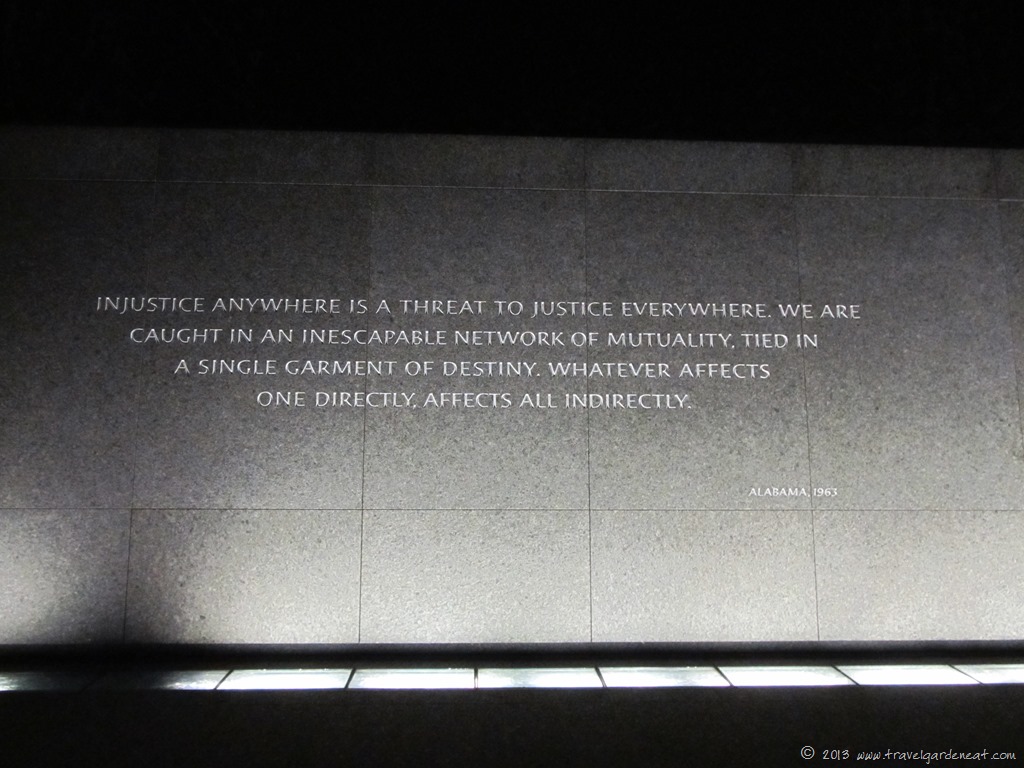 INJUSTICE ANYWHERE IS A THREAT TO JUSTICE EVERYWHERE. WE ARE
CAUGHT IN AN INESCAPABLE NETWORK OF MUTUALITY, TIED IN
A SINGLE GARMENT OF DESTINY. WHATEVER AFFECTS
ONE DIRECTLY, AFFECTS ALL INDIRECTLY.
ALABAMA, 1963
© 2013 www.travelgardeneat.com